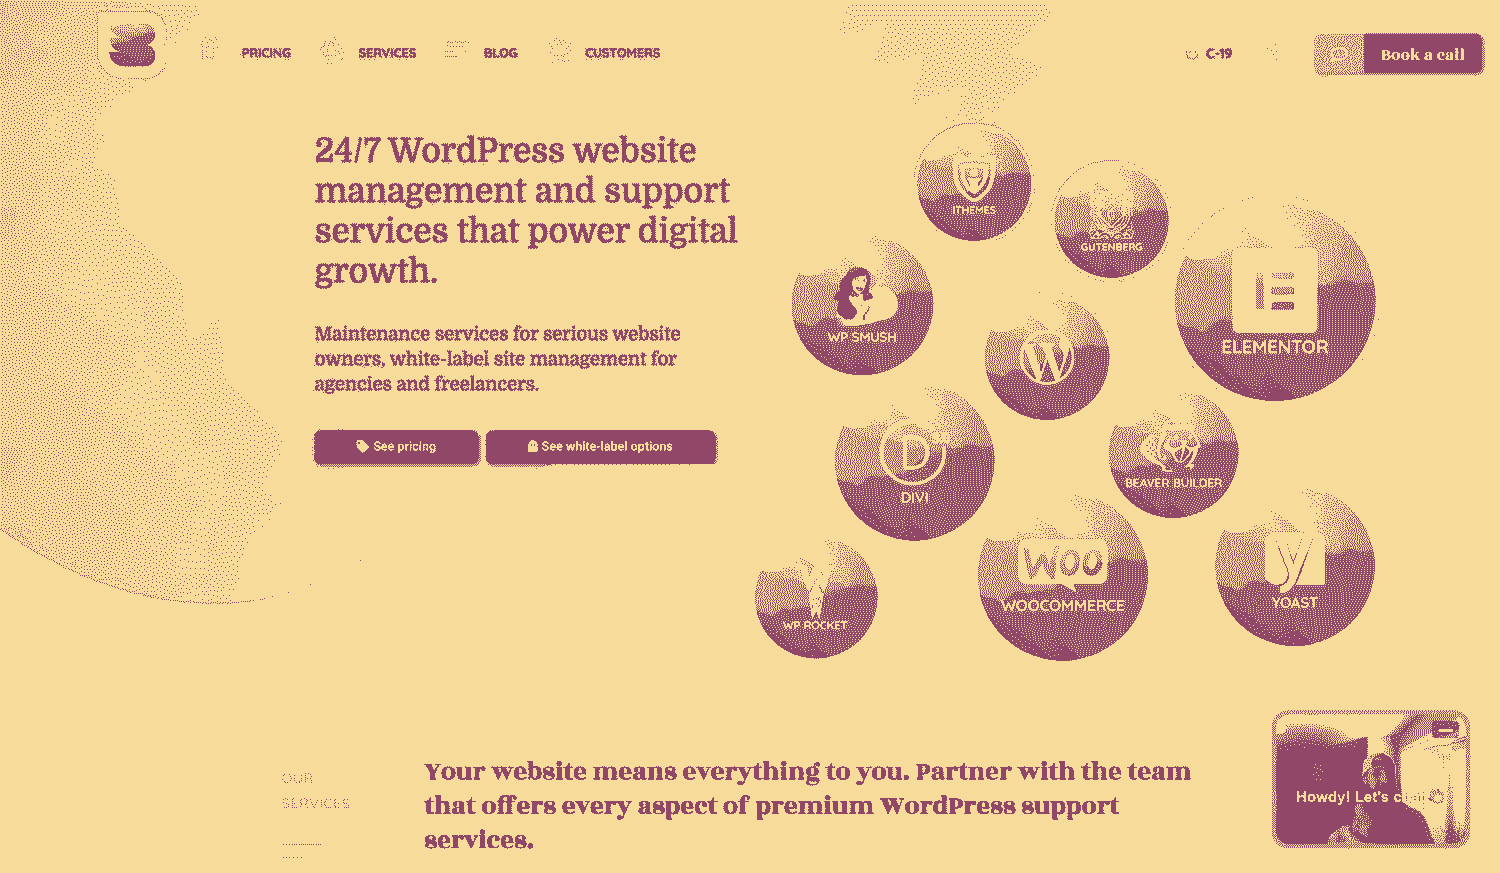 PRICING
SERVICES
BLOG
CUSTOMERS
C-19
Book a call
24/7 WordPress website
management and support
services that power digital
growth.
Maintenance services for serious website
owners, white-label site management for
agencies and freelancers.
See pricing
See white-label options
ITHEMES
GUTENBERG
WP SMUSH
ELEMENTOR
DIVI
BEAVER BUILDER
WP ROCKET
WOO
WOOCOMMERCE
YOAST
OUR
SERVICES
Your website means everything to you. Partner with the team
that offers every aspect of premium WordPress support
services.
Howdy! Let's chat